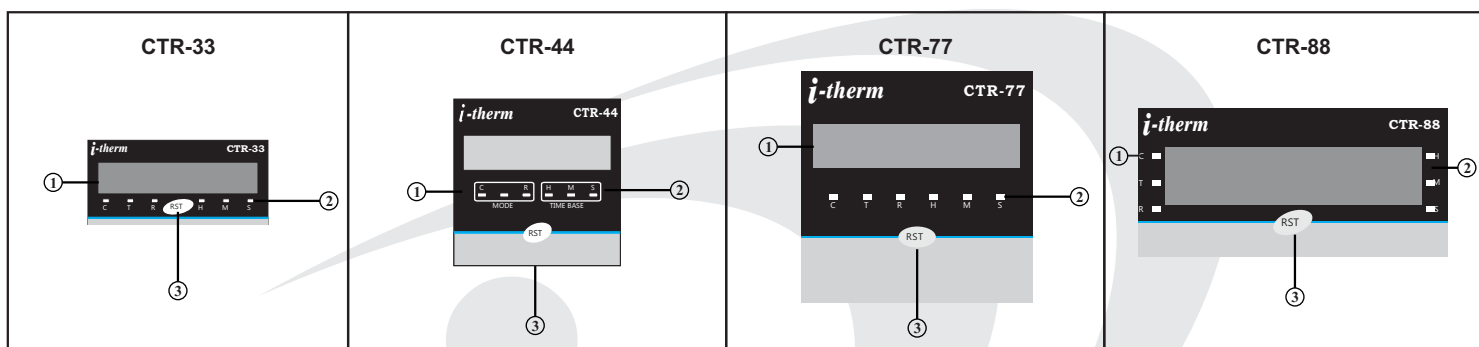 CTR-33
i-therm CTR-33
1
C T R RST H M S
2
3
CTR-44
i-therm CTR-44
1
C R H M S
2
MODE TIME BASE
RST
3
CTR-77
i-therm CTR-77
1
C T R H M S
2
RST
3
CTR-88
i-therm CTR-88
1 C H
2
T M
R S
RST
3